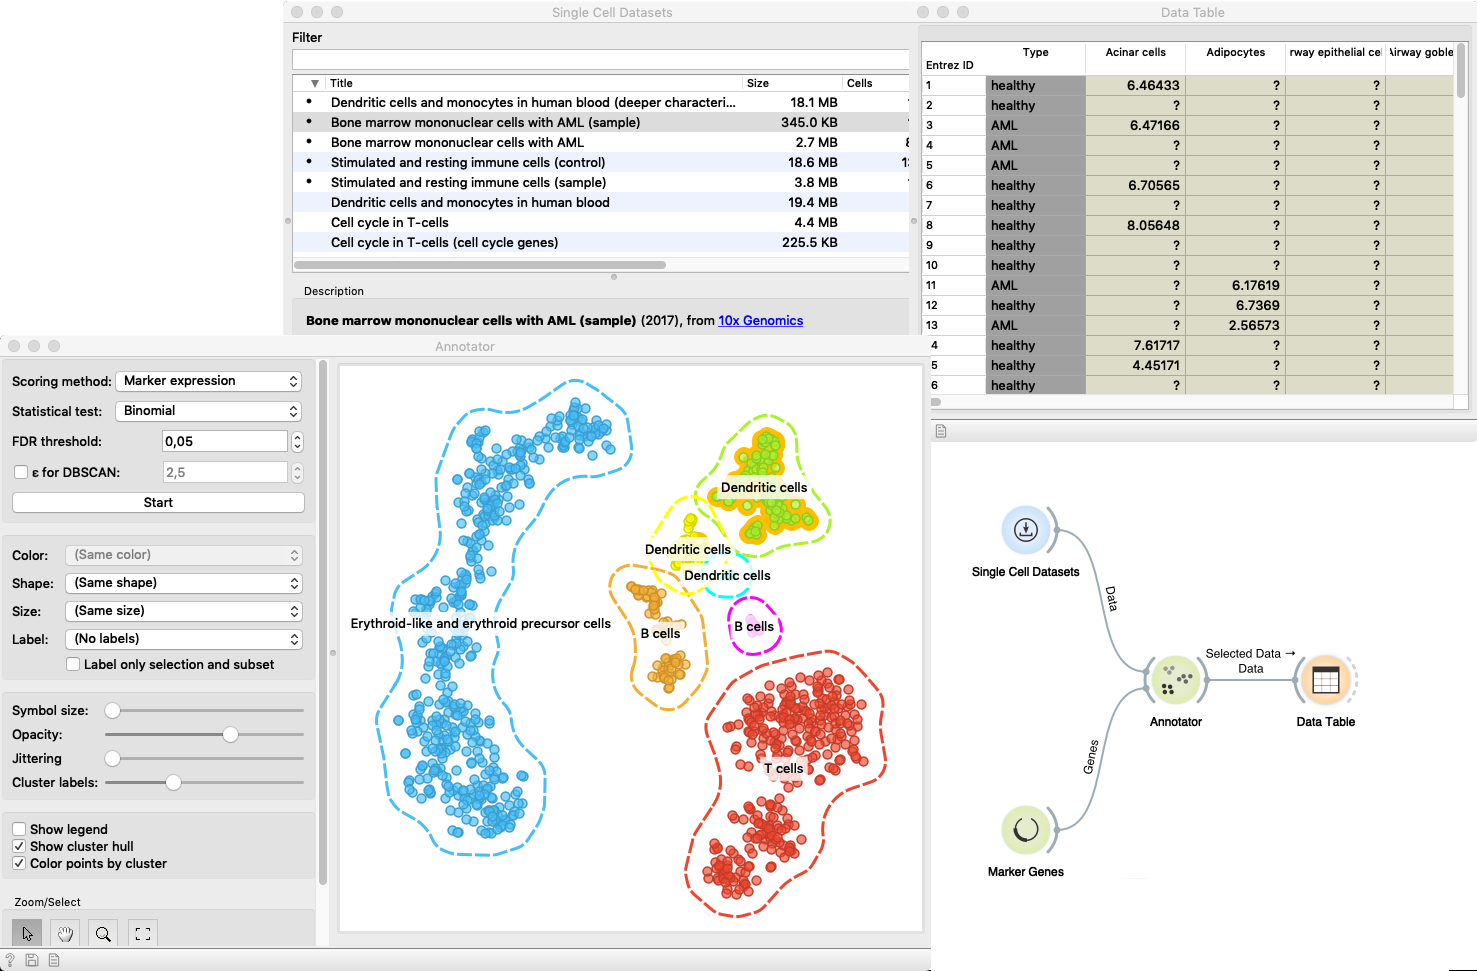 Single Cell Datasets
Filter
Title Size Cells
Dendritic cells and monocytes in human blood (deeper characteri... 18.1 MB
Bone marrow mononuclear cells with AML (sample) 345.0 KB
Bone marrow mononuclear cells with AML 2.7 MB
Stimulated and resting immune cells (control) 18.6 MB
Stimulated and resting immune cells (sample) 3.8 MB
Dendritic cells and monocytes in human blood 19.4 MB
Cell cycle in T-cells 4.4 MB
Cell cycle in T-cells (cell cycle genes) 225.5 KB
Description
Bone marrow mononuclear cells with AML (sample) (2017), from 10x Genomics
Data Table
Entrez ID Type Acinar cells Adipocytes rway epithelial ce Airway goble
1 healthy 6.46433 ? ?
2 healthy ? ? ?
3 AML 6.47166 ? ?
4 AML ? ? ?
5 AML ? ? ?
6 healthy 6.70565 ? ?
7 healthy ? ? ?
8 healthy 8.05648 ? ?
9 healthy ? ? ?
10 healthy ? ? ?
11 AML ? 6.17619 ?
12 healthy ? 6.7369 ?
13 AML ? 2.56573 ?
4 healthy 7.61717 ? ?
5 healthy 4.45171 ? ?
6 healthy ? ? ?
Annotator
Scoring method: Marker expression
Statistical test: Binomial
FDR threshold: 0,05
ε for DBSCAN: 2,5
Start
Color: (Same color)
Shape: (Same shape)
Size: (Same size)
Label: (No labels)
Label only selection and subset
Symbol size:
Opacity:
Jittering
Cluster labels:
Show legend
Show cluster hull
Color points by cluster
Zoom/Select
Dendritic cells
Dendritic cells
Dendritic cells
Erythroid-like and erythroid precursor cells
B cells
B cells
T cells
Single Cell Datasets
Data
Selected Data →
Data
Annotator
Data Table
Genes
Marker Genes